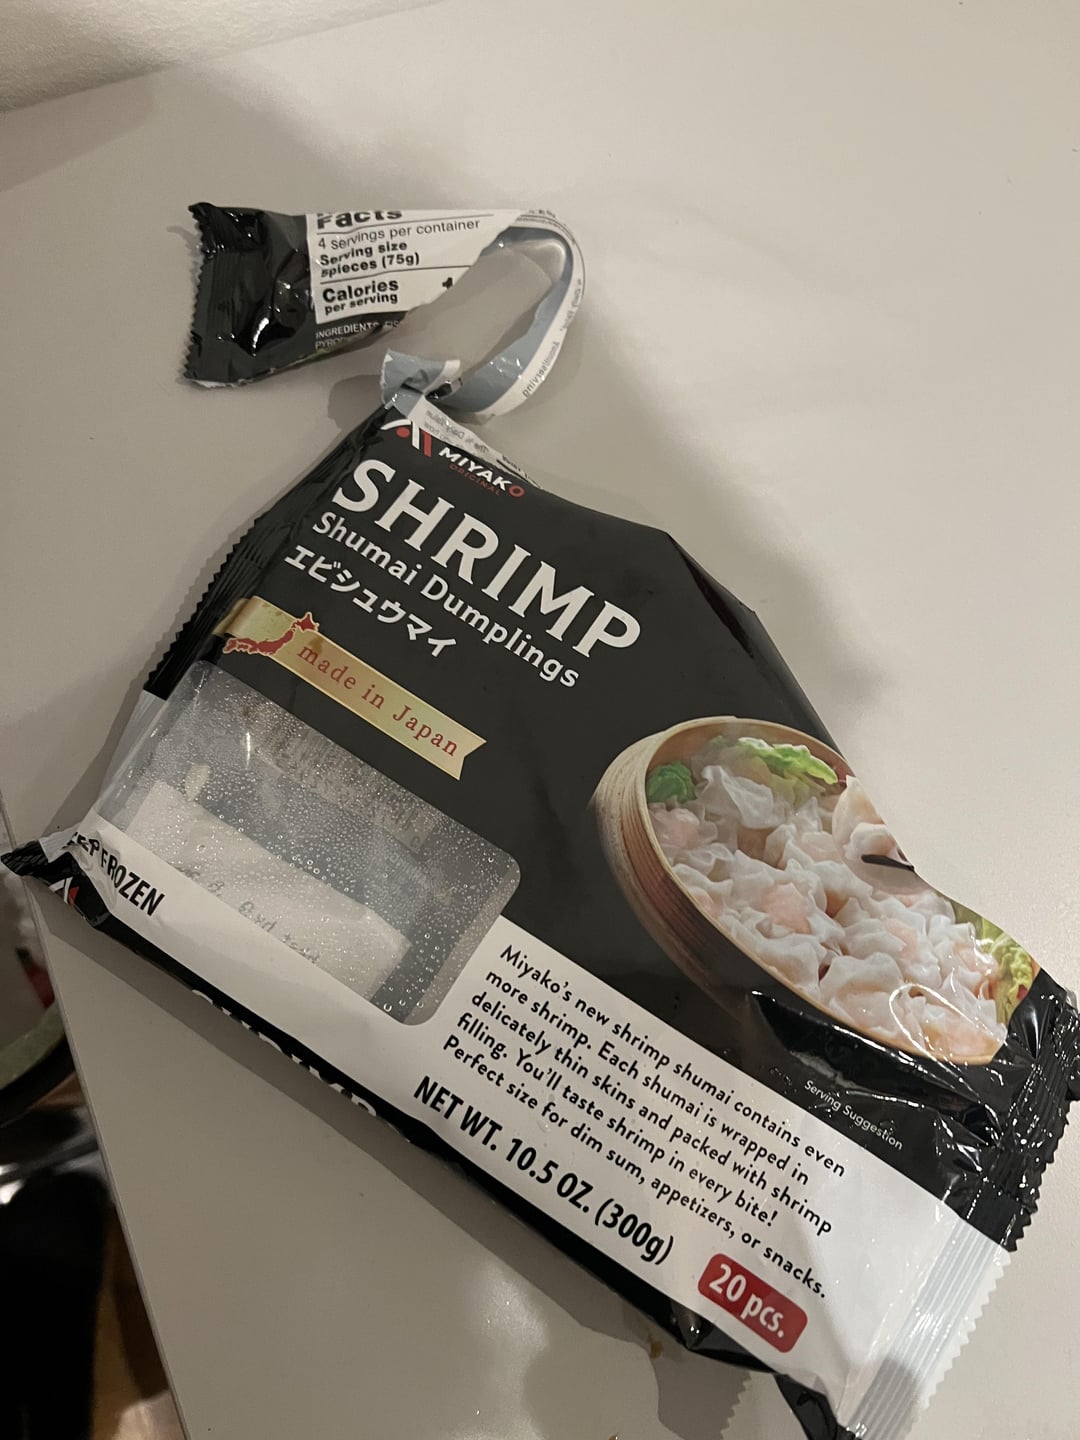 Facts
4 servings per container
Serving size
5pieces (75g)
Calories
per serving
INGREDIENTS
MIYAKO
ORIGINAL
SHRIMP
Shumai Dumplings
エビシュウマイ
made in Japan
FROZEN
Miyako's new shrimp shumai contains even
more shrimp. Each shumai is wrapped in
delicately thin skins and packed with shrimp
filling. You'll taste shrimp in every bite!
Perfect size for dim sum, appetizers, or snacks.
Serving Suggestion
NET WT. 10.5 OZ. (300g)
20 pcs.